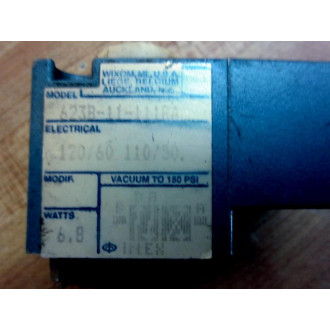 WIXOM, MI., U.S.A.
LIEGE, BELGIUM
AUCKLAND, N.Z.
MODEL
ELECTRICAL
120/60 110/50
MODIF.
VACUUM TO 150 PSI
WATTS
6.8